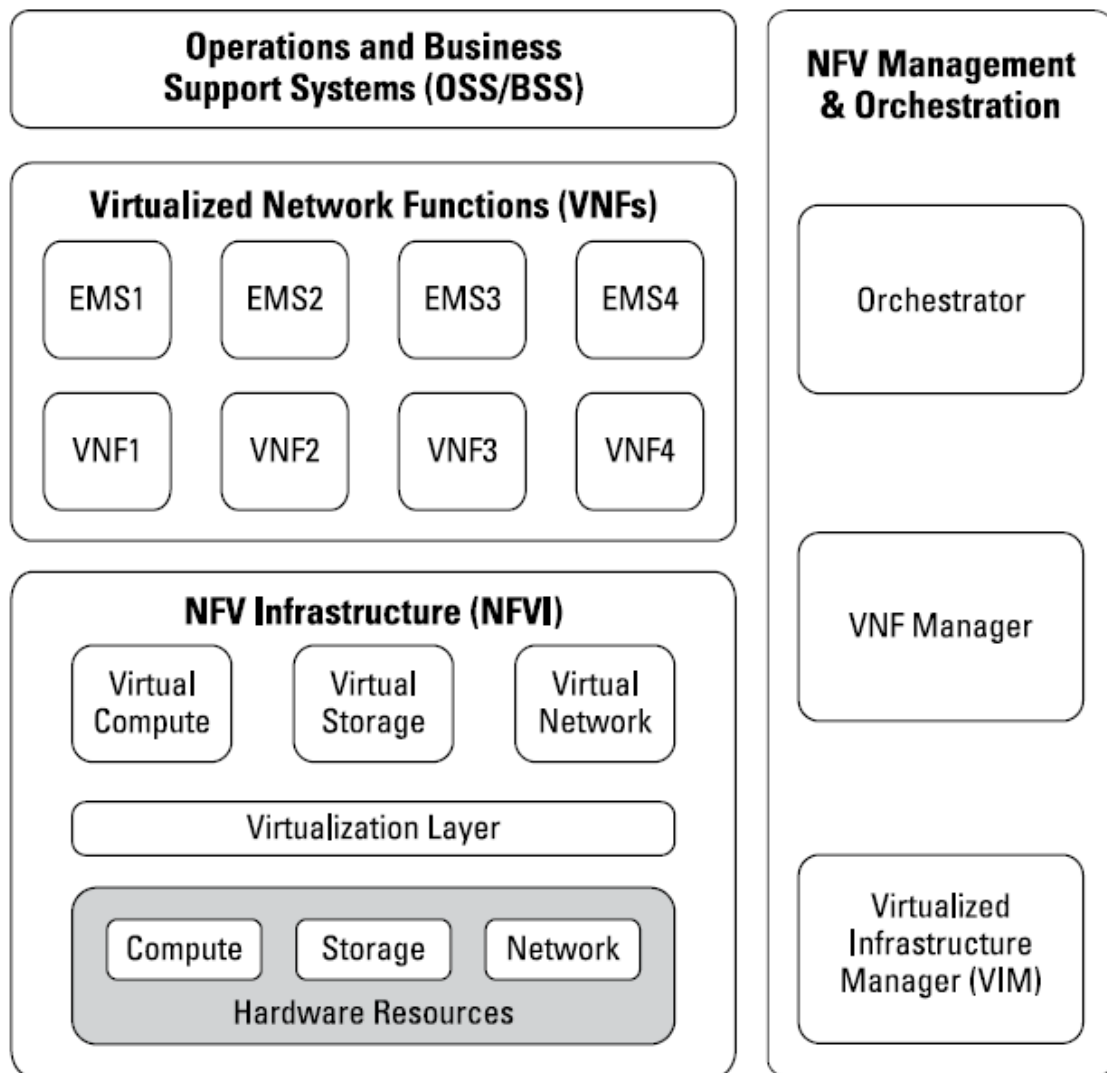 Operations and Business
Support Systems (OSS/BSS)
Virtualized Network Functions (VNFs)
EMS1
EMS2
EMS3
EMS4
VNF1
VNF2
VNF3
VNF4
NFV Infrastructure (NFVI)
Virtual
Compute
Virtual
Storage
Virtual
Network
Virtualization Layer
Compute
Storage
Network
Hardware Resources
NFV Management
& Orchestration
Orchestrator
VNF Manager
Virtualized
Infrastructure
Manager (VIM)